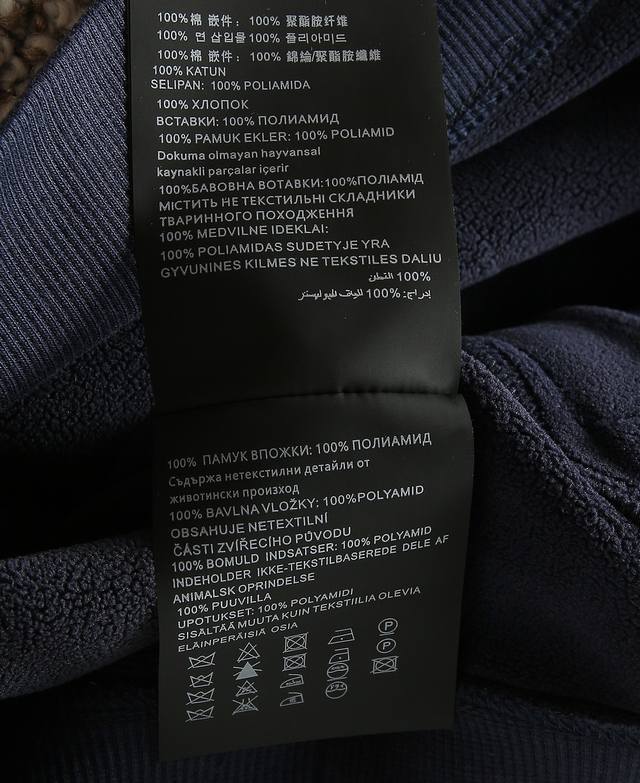 100%棉 嵌件: 100% 聚酯胺纤维
100% 면 삽입물 100% 폴리아미드
100%棉 嵌件: 100% 錦綸/聚酯胺纖維
100% KATUN
SELIPAN: 100% POLIAMIDA
100% ХЛОПОК
ВСТАВКИ: 100% ПОЛИАМИД
100% PAMUK EKLER: 100% POLIAMID
Dokuma olmayan hayvansal
kaynakli parçalar içerir
100%БАВОВНА ВОТАВКИ:100%ПОЛІАМІД
МІСТИТЬ НЕ ТЕКСТИЛЬНІ СКЛАДНИКИ
ТВАРИННОГО ПОХОДЖЕННЯ
100% MEDVILNE IDEKLAI:
100% POLIAMIDAS SUDETYJE YRA
GYVUNINES KILMES NE TEKSTILES DALIU
100% القطن
إدراج: 100% الياف البوليستر
100% ПАМУК ВПОЖКИ: 100% ПОЛИАМИД
Съдържа нетекстилни детайли от
животински произход
100% BAVLNA VLOŽKY: 100%POLYAMID
OBSAHUJE NETEXTILNÍ
ČÁSTI ZVÍŘECÍHO PŮVODU
100% BOMULD INDSATSER: 100% POLYAMID
INDEHOLDER IKKE-TEKSTILBASEREDE DELE AF
ANIMALSK OPRINDELSE
100% PUUVILLA
UPOTUKSET: 100% POLYAMIDI
SISÄLTÄÄ MUUTA KUIN TEKSTIILIA OLEVIA
ELÄINPERÄISIÄ OSIA